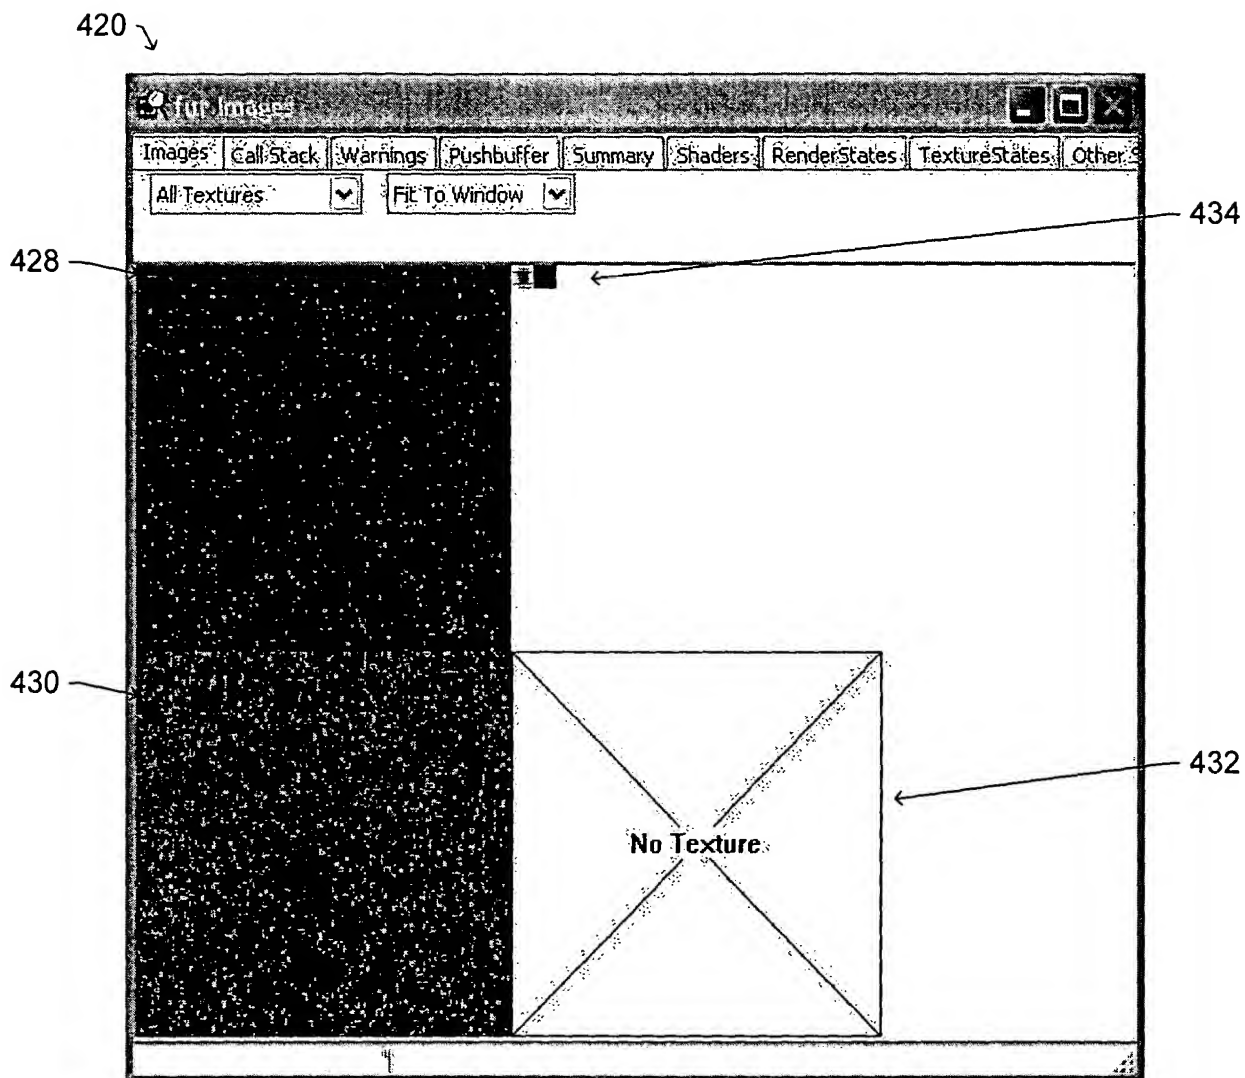 420
fur Images
Images Call Stack Warnings Pushbuffer Summary Shaders RenderStates TextureStates Other S
All Textures Fit To Window
434
428
430
432
No Texture